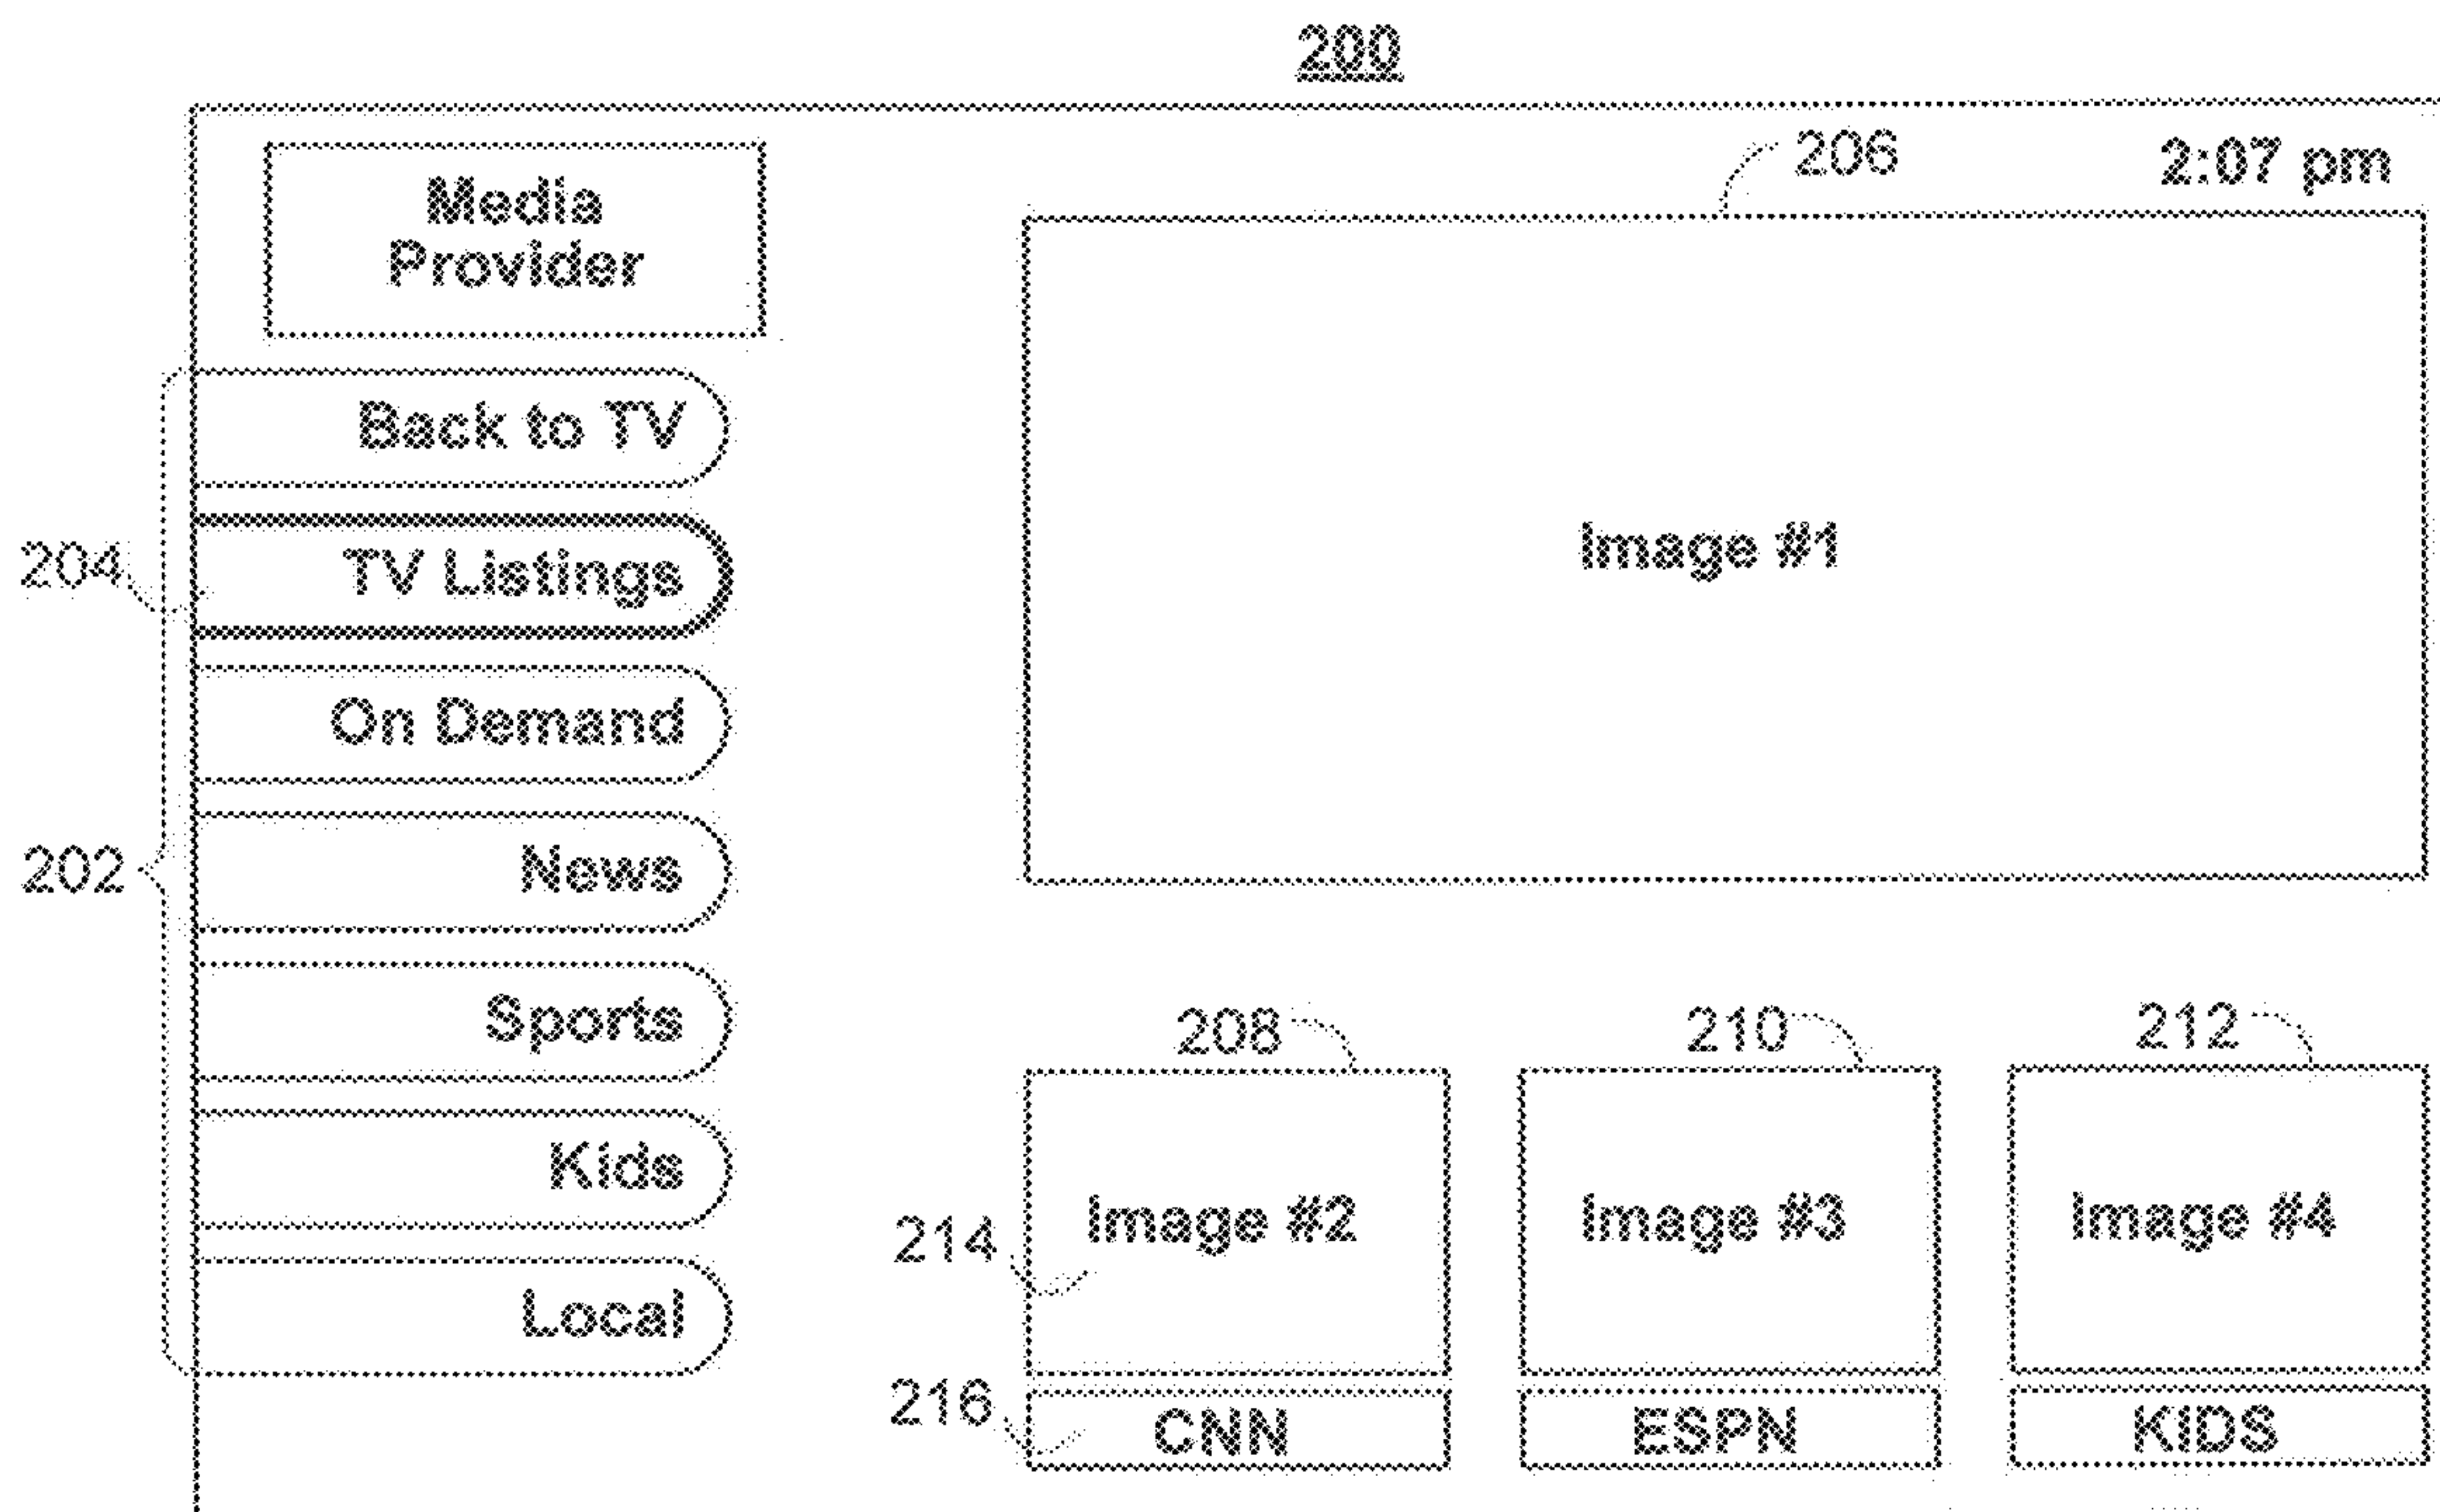 200
206
2:07 pm
Media
Provider
Back to TV
204
TV Listings
On Demand
202
News
Sports
Kids
Local
Image #1
208
210
212
214
Image #2
Image #3
Image #4
216
CNN
ESPN
KIDS